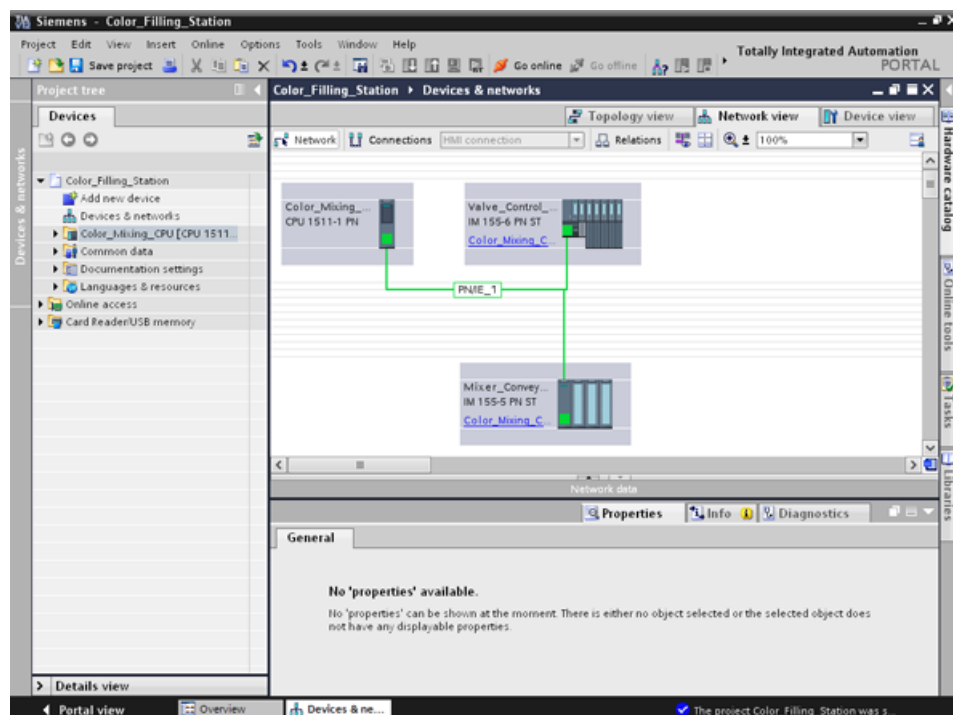 Siemens - Color_Filling_Station
Project Edit View Insert Online Options Tools Window Help
Totally Integrated Automation
PORTAL
Save project Go online Go offline
Project tree
Color_Filling_Station Devices & networks
Devices
Topology view Network view Device view
Network Connections HMI connection Relations 100%
Devices & networks
Hardware catalog
Online tools
Tasks
Libraries
Color_Filling_Station
Add new device
Devices & networks
Color_Mixing_CPU [CPU 1511...
Common data
Documentation settings
Languages & resources
Online access
Card Reader/USB memory
Color_Mixing_...
CPU 1511-1 PN
Valve_Control_...
IM 155-6 PN ST
Color_Mixing_C...
PN/IE_1
Mixer_Convey...
IM 155-5 PN ST
Color_Mixing_C...
Network data
Properties Info Diagnostics
General
No 'properties' available.
No 'properties' can be shown at the moment. There is either no object selected or the selected object does
not have any displayable properties.
Details view
Portal view Overview Devices & ne... The project Color_Filling_Station was s...